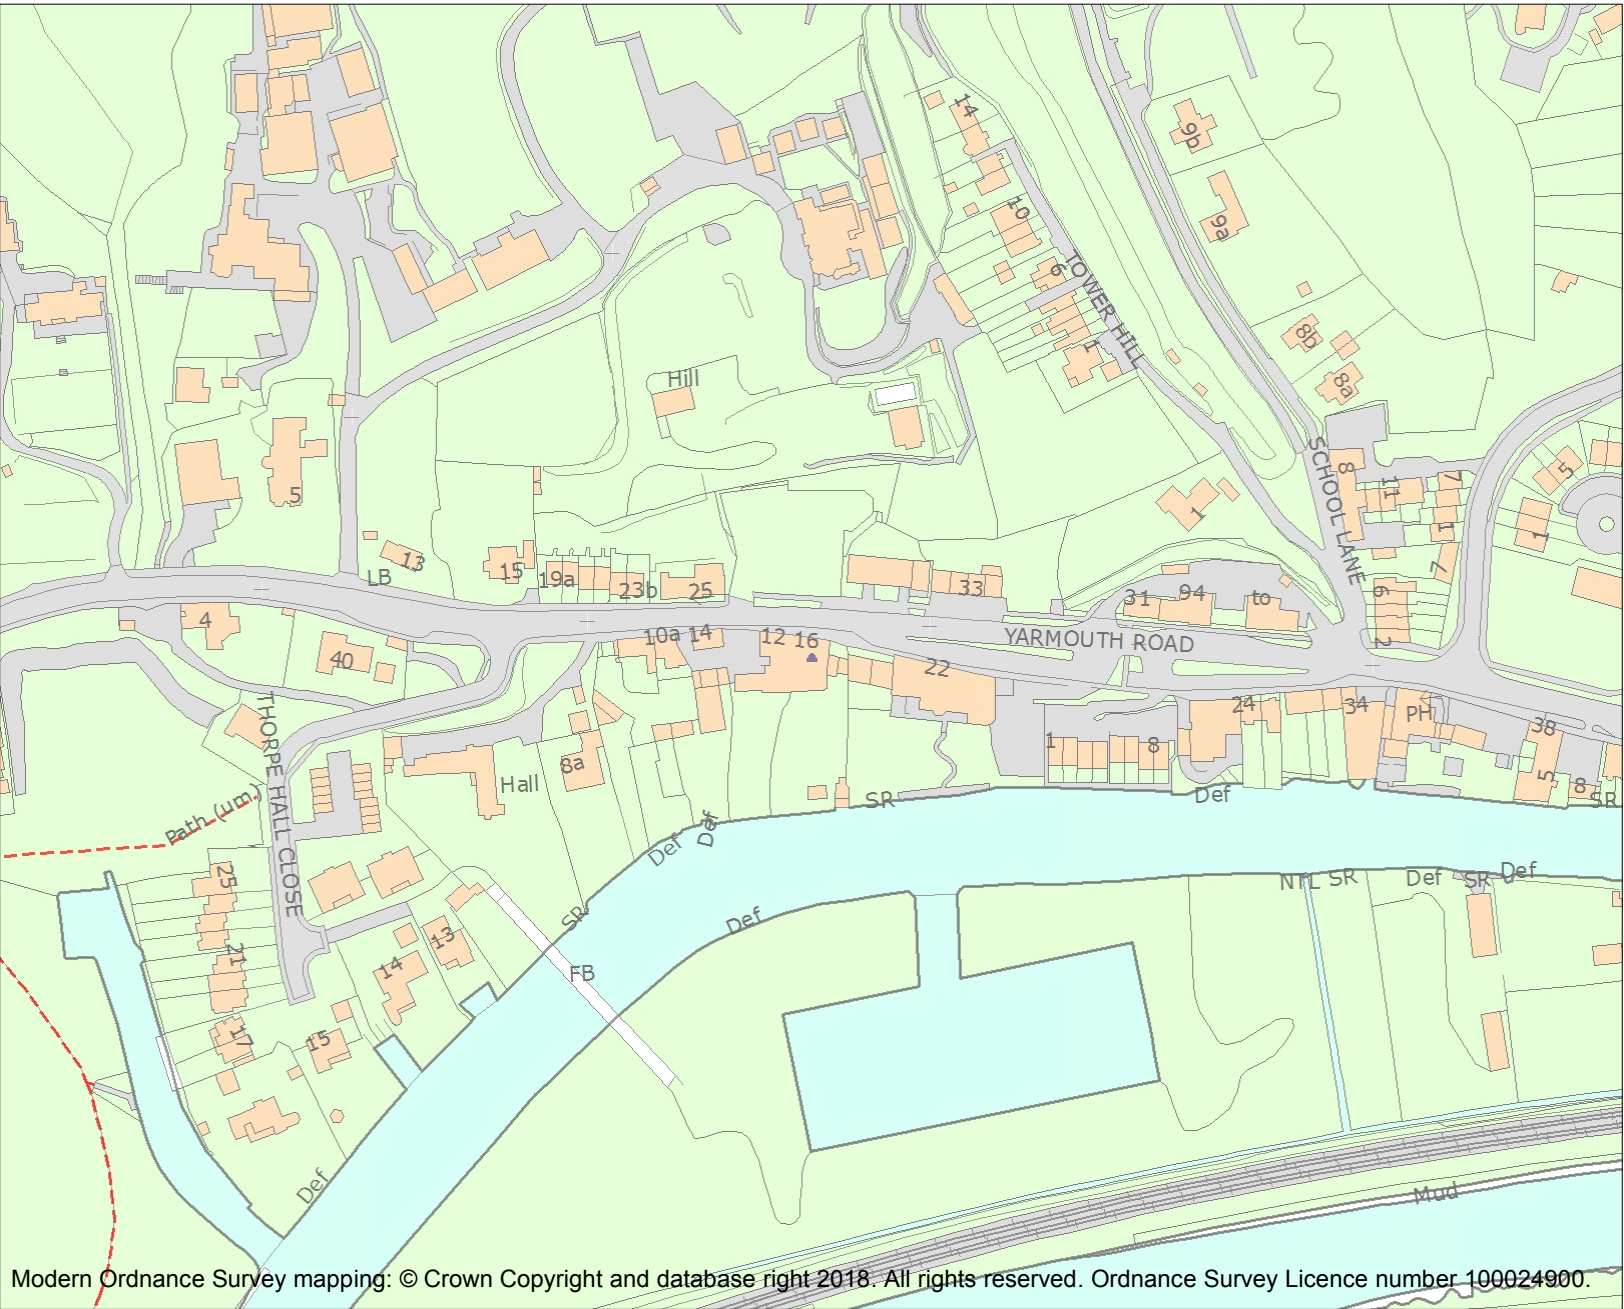 14
9b
10
9a
6
TOWER HILL
8b
1
8a
Hill
5
SCHOOL LANE
8
11
7
5
1
1
1
13
LB
15
19a
23b
25
33
7
31
94
to
6
4
10a
14
12
16
YARMOUTH ROAD
2
40
22
THORPE HALL CLOSE
24
34
PH
38
1
8
8a
Hall
5
8
Path (um)
SR
Def
SR
Def
Def
25
NTL
SR
Def
SR
Def
SR
Def
13
21
14
FB
17
15
Def
Mud
Modern Ordnance Survey mapping: © Crown Copyright and database right 2018. All rights reserved. Ordnance Survey Licence number 100024900.